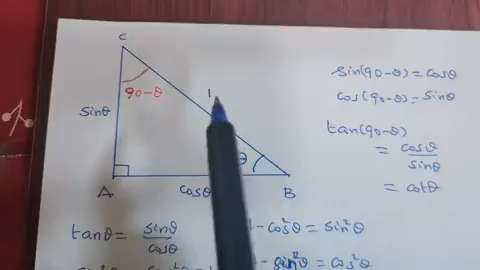 C
90-θ
1
sinθ
θ
A
cosθ
B
sin(90-θ) = cosθ
cos(90-θ) = sinθ
tan(90-θ)
= cosθ/sinθ
= cotθ
tanθ = sinθ/cosθ
-cos²θ = sin²θ
-sin²θ = cos²θ